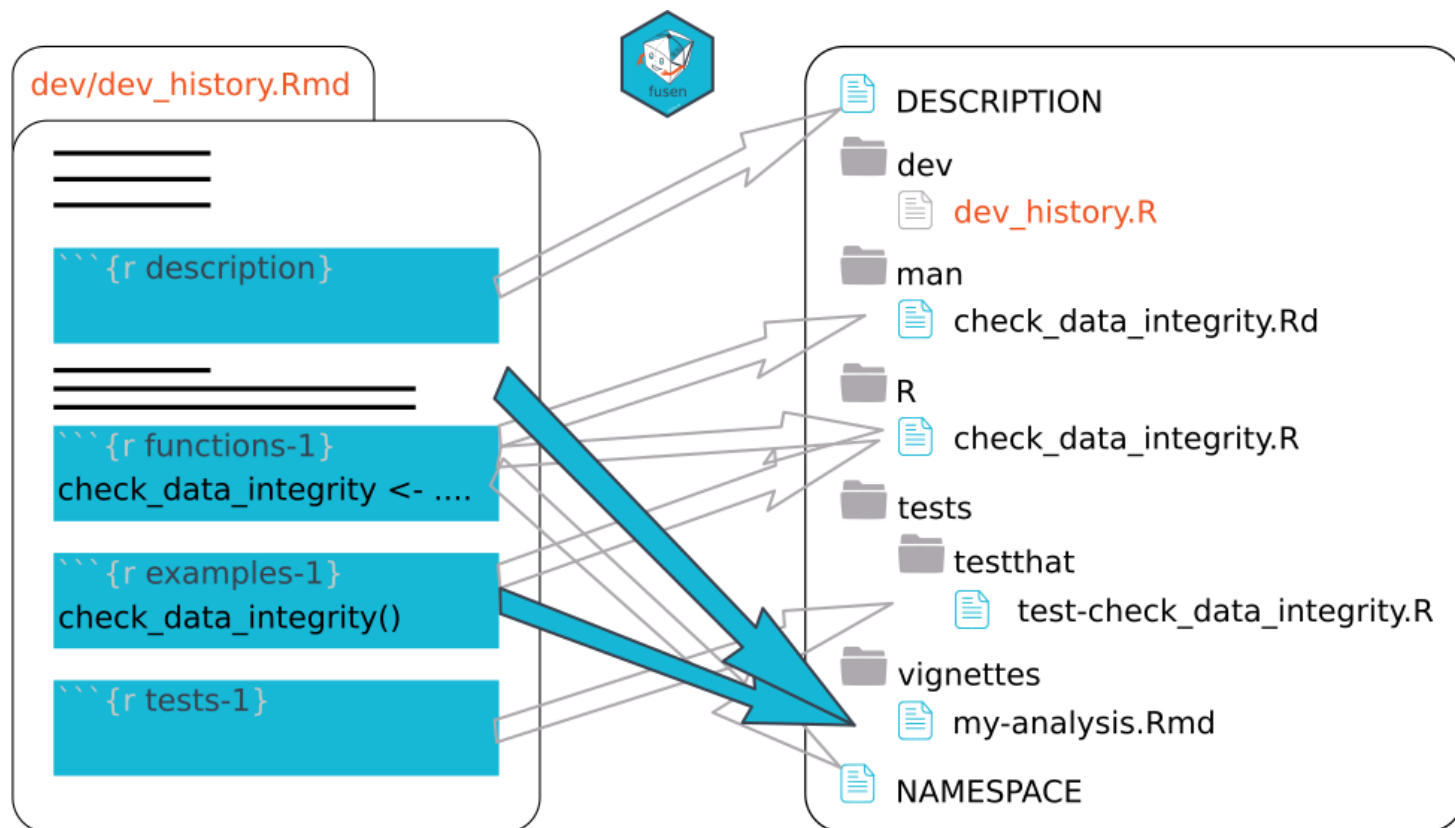 dev/dev_history.Rmd
```{r description}
```{r functions-1}
check_data_integrity <- ....
```{r examples-1}
check_data_integrity()
```{r tests-1}
fusen
DESCRIPTION
dev
dev_history.R
man
check_data_integrity.Rd
R
check_data_integrity.R
tests
testthat
test-check_data_integrity.R
vignettes
my-analysis.Rmd
NAMESPACE